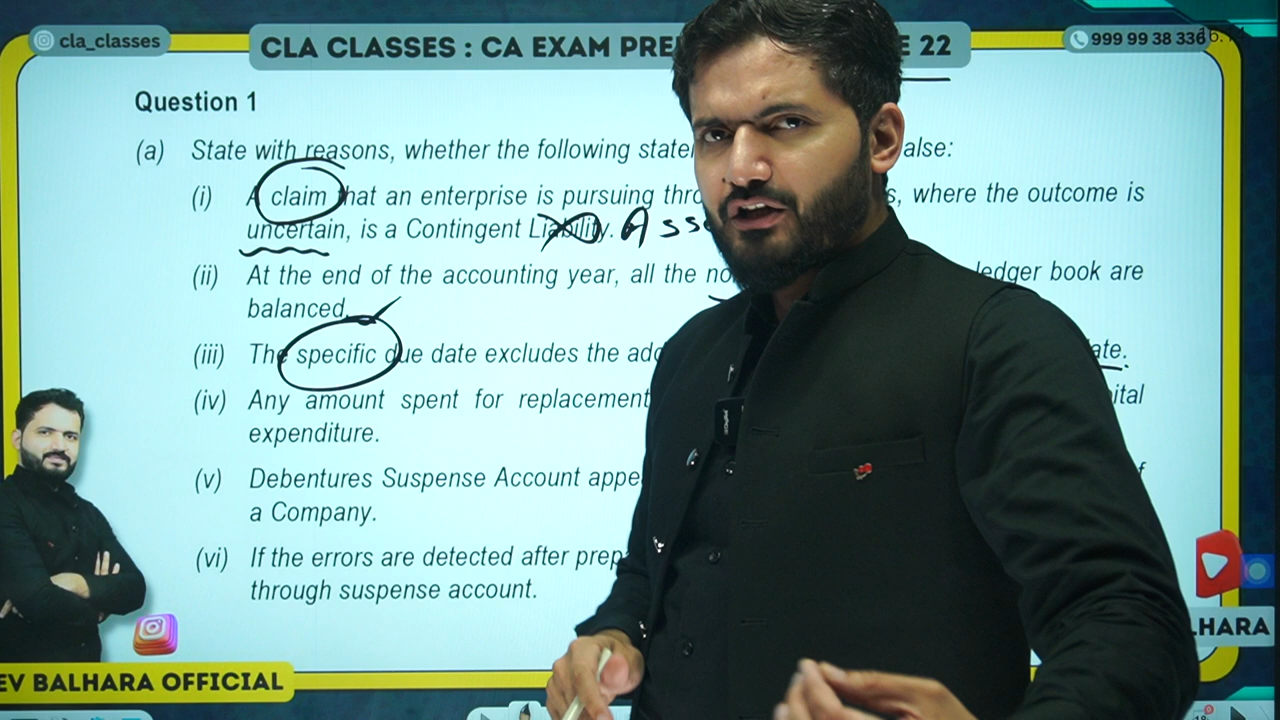 cla_classes
CLA CLASSES : CA EXAM PRE
E 22
999 99 38 336
Question 1
(a) State with reasons, whether the following state alse:
(i) A claim that an enterprise is pursuing thro s, where the outcome is
uncertain, is a Contingent Liability. Asse
(ii) At the end of the accounting year, all the no ledger book are
balanced.
(iii) The specific due date excludes the add ate.
(iv) Any amount spent for replacement ital
expenditure.
(v) Debentures Suspense Account appe f
a Company.
(vi) If the errors are detected after prep
through suspense account.
LHARA
EV BALHARA OFFICIAL